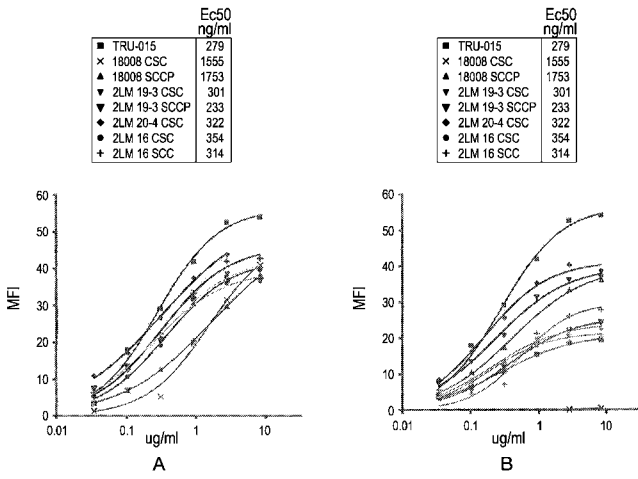 Ec50
ng/ml
TRU-015 279
18008 CSC 1555
18008 SCCP 1753
2LM 19-3 CSC 301
2LM 19-3 SCCP 233
2LM 20-4 CSC 322
2LM 16 CSC 354
2LM 16 SCC 314
60
50
40
30
20
10
0
MFI
0.01 0.1 1 10
ug/ml
A
Ec50
ng/ml
TRU-015 279
18008 CSC 1555
18008 SCCP 1753
2LM 19-3 CSC 301
2LM 19-3 SCCP 233
2LM 20-4 CSC 322
2LM 16 CSC 354
2LM 16 SCC 314
60
50
40
30
20
10
0
MFI
0.01 0.1 1 10
ug/ml
B